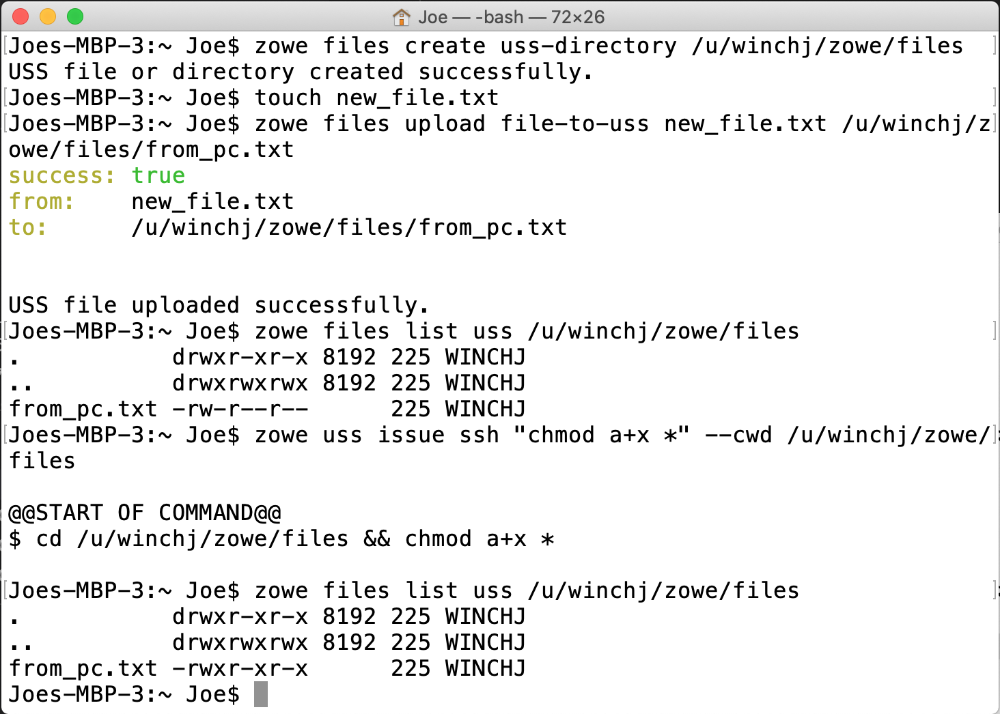 Joe — -bash — 72×26
Joes-MBP-3:~ Joe$ zowe files create uss-directory /u/winchj/zowe/files
USS file or directory created successfully.
Joes-MBP-3:~ Joe$ touch new_file.txt
Joes-MBP-3:~ Joe$ zowe files upload file-to-uss new_file.txt /u/winchj/z
owe/files/from_pc.txt
success: true
from:    new_file.txt
to:      /u/winchj/zowe/files/from_pc.txt
USS file uploaded successfully.
Joes-MBP-3:~ Joe$ zowe files list uss /u/winchj/zowe/files
.           drwxr-xr-x 8192 225 WINCHJ
..          drwxrwxrwx 8192 225 WINCHJ
from_pc.txt -rw-r--r--      225 WINCHJ
Joes-MBP-3:~ Joe$ zowe uss issue ssh "chmod a+x *" --cwd /u/winchj/zowe/
files
@@START OF COMMAND@@
$ cd /u/winchj/zowe/files && chmod a+x *
Joes-MBP-3:~ Joe$ zowe files list uss /u/winchj/zowe/files
.           drwxr-xr-x 8192 225 WINCHJ
..          drwxrwxrwx 8192 225 WINCHJ
from_pc.txt -rwxr-xr-x      225 WINCHJ
Joes-MBP-3:~ Joe$